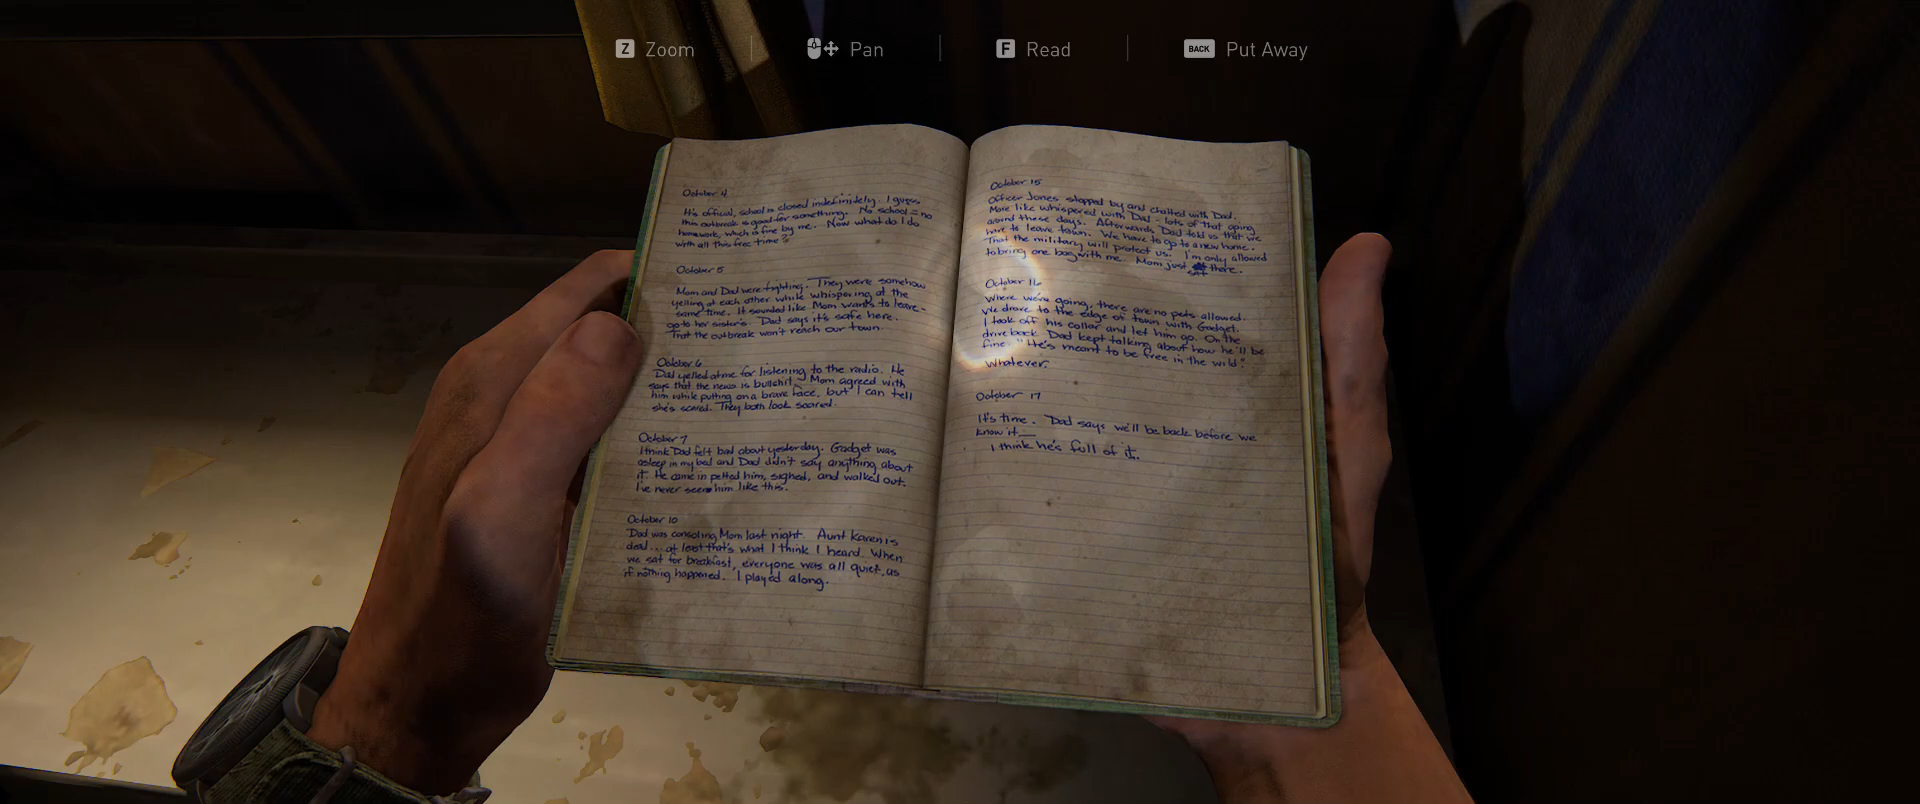 Z Zoom
Pan
F Read
BACK Put Away
October 4
It's official, school is closed indefinitely. I guess
this outbreak is good for something. No school = no
homework, which is fine by me. Now what do I do
with all this free time?
October 5
Mom and Dad were fighting. They were somehow
yelling at each other while whispering at the
same time. It sounded like Mom wants to leave -
go to her sister's. Dad says it's safe here.
That the outbreak won't reach our town.
October 6
Dad yelled at me for listening to the radio. He
says that the news is bullshit. Mom agreed with
him while putting on a brave face, but I can tell
she's scared. They both look scared.
October 7
I think Dad felt bad about yesterday. Gadget was
asleep in my bed and Dad didn't say anything about
it. He came in petted him, sighed, and walked out.
I've never seen him like this.
October 10
Dad was consoling Mom last night. Aunt Karen is
dead....at least that's what I think I heard. When
we sat for breakfast, everyone was all quiet, as
if nothing happened. I played along.
October 15
Officer Jones stopped by and chatted with Dad.
More like whispered with Dad - lots of that going
around these days. Afterwards Dad told us that we
have to leave town. We have to go to a new home.
That the military will protect us. I'm only allowed
to bring one bag with me. Mom just sat there.
October 16
Where we're going, there are no pets allowed.
We drove to the edge of town with Gadget.
I took off his collar and let him go. On the
drive back Dad kept talking about how he'll be
fine. "He's meant to be free in the wild".
Whatever.
October 17
It's time. Dad says we'll be back before we
know it__
I think he's full of it.